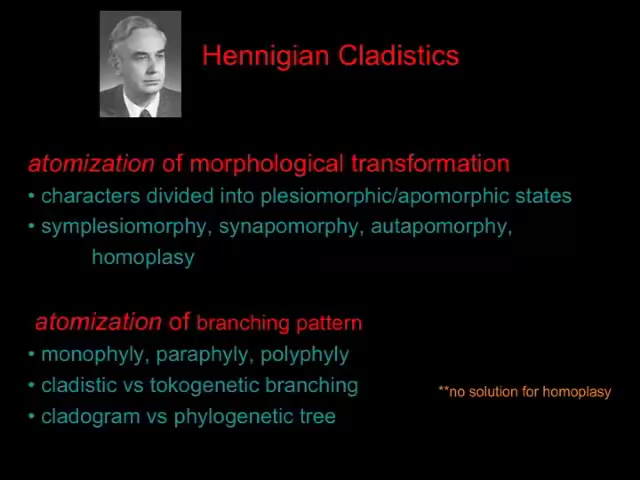 Hennigian Cladistics
atomization of morphological transformation
• characters divided into plesiomorphic/apomorphic states
• symplesiomorphy, synapomorphy, autapomorphy,
homoplasy
atomization of branching pattern
• monophyly, paraphyly, polyphyly
• cladistic vs tokogenetic branching
**no solution for homoplasy
• cladogram vs phylogenetic tree